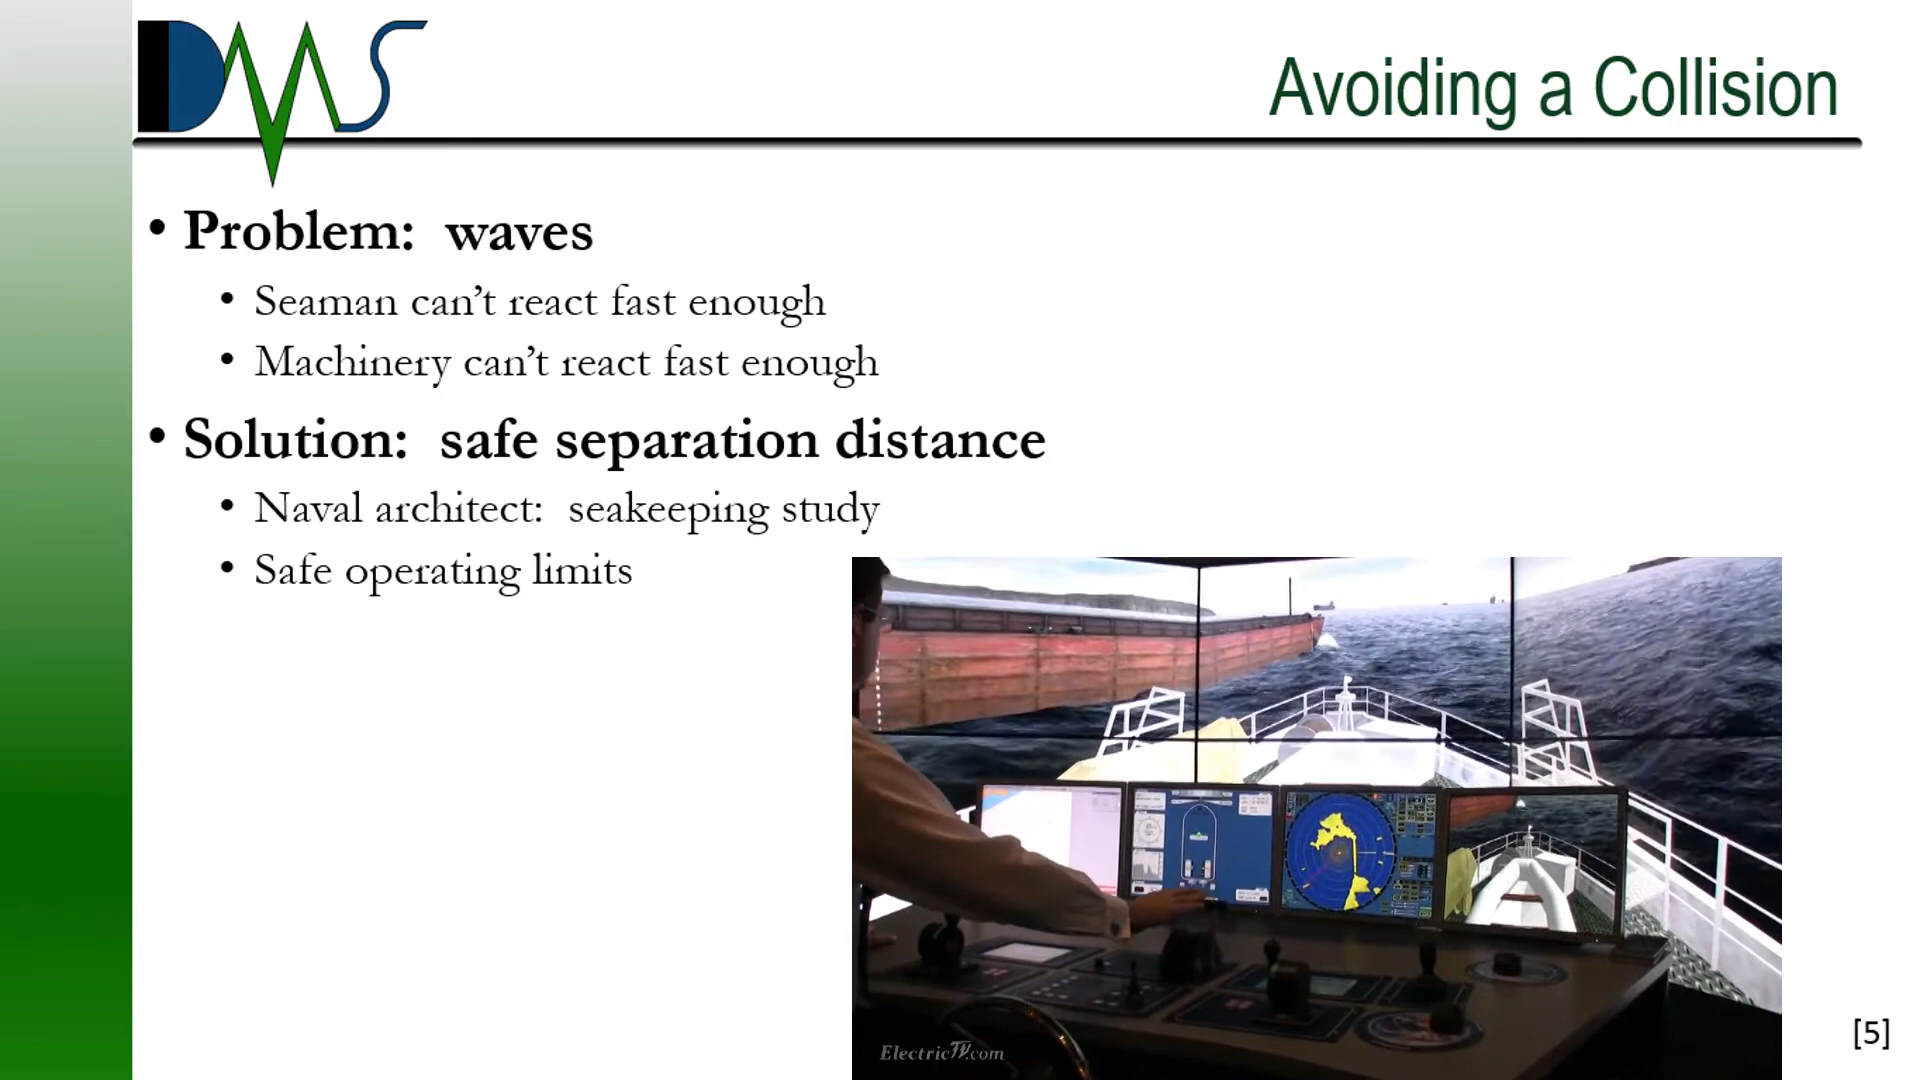 DMS
Avoiding a Collision
• Problem:  waves
• Seaman can’t react fast enough
• Machinery can’t react fast enough
• Solution:  safe separation distance
• Naval architect:  seakeeping study
• Safe operating limits
ElectricTV.com
[5]